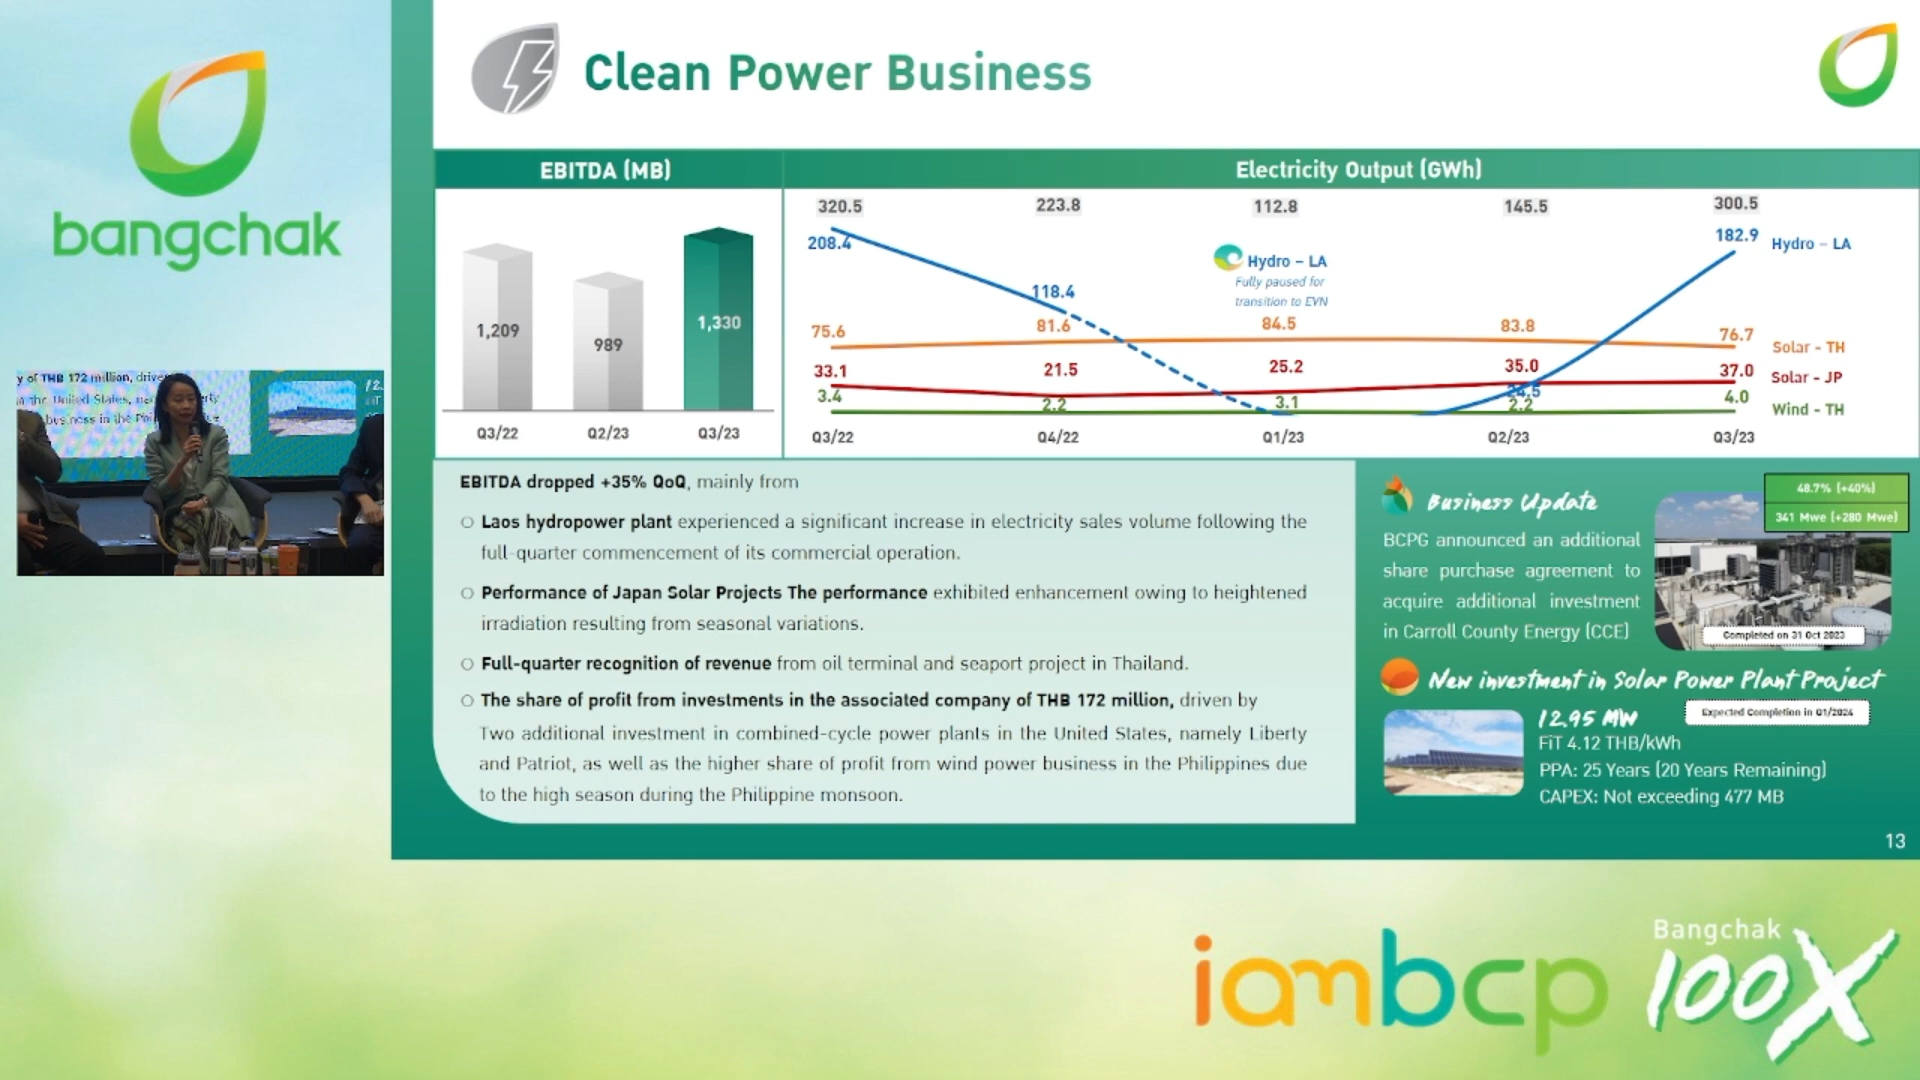 bangchak
Clean Power Business
EBITDA (MB)
1,209
989
1,330
Q3/22
Q2/23
Q3/23
Electricity Output (GWh)
320.5
223.8
112.8
145.5
300.5
208.4
118.4
Hydro – LA
Fully paused for
transition to EVN
182.9
Hydro – LA
75.6
81.6
84.5
83.8
76.7
Solar - TH
33.1
21.5
25.2
35.0
37.0
Solar - JP
24.5
3.4
2.2
3.1
2.2
4.0
Wind - TH
Q3/22
Q4/22
Q1/23
Q2/23
Q3/23
EBITDA dropped +35% QoQ, mainly from
Laos hydropower plant experienced a significant increase in electricity sales volume following the
full-quarter commencement of its commercial operation.
Performance of Japan Solar Projects The performance exhibited enhancement owing to heightened
irradiation resulting from seasonal variations.
Full-quarter recognition of revenue from oil terminal and seaport project in Thailand.
The share of profit from investments in the associated company of THB 172 million, driven by
Two additional investment in combined-cycle power plants in the United States, namely Liberty
and Patriot, as well as the higher share of profit from wind power business in the Philippines due
to the high season during the Philippine monsoon.
Business Update
BCPG announced an additional
share purchase agreement to
acquire additional investment
in Carroll County Energy (CCE)
48.7% (+40%)
341 Mwe (+280 Mwe)
Completed on 31 Oct 2023
New investment in Solar Power Plant Project
Expected Completion in Q1/2024
12.95 MW
FiT 4.12 THB/kWh
PPA: 25 Years (20 Years Remaining)
CAPEX: Not exceeding 477 MB
13
y of THB 172 million, drive
iambcp
Bangchak
100X